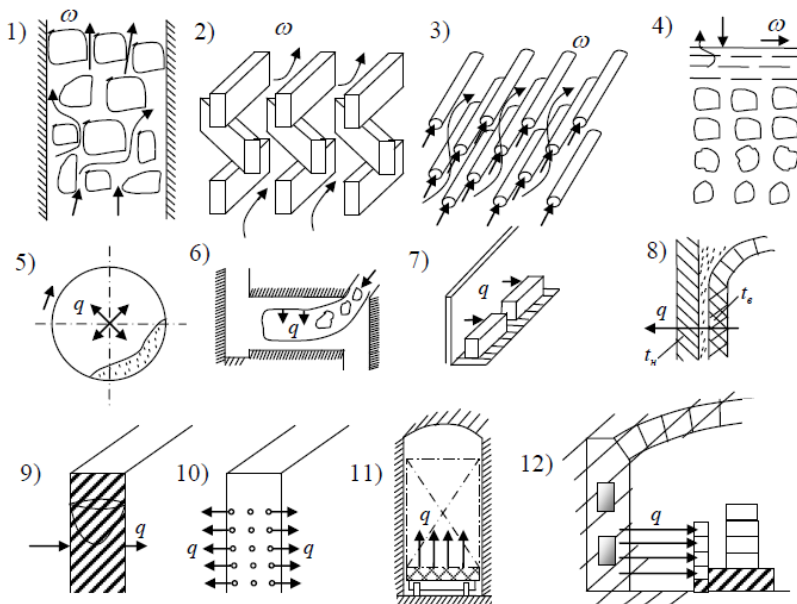 1) ω
2) ω
3) ω
4)
5) q
6) q
7) q
8) q tв tн
9) q
10) q q
11) q
12) q